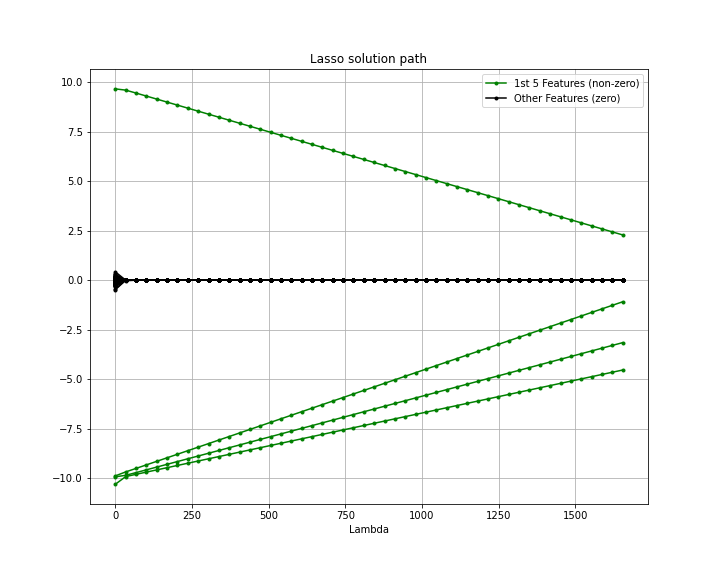 Lasso solution path
1st 5 Features (non-zero)
Other Features (zero)
10.0
7.5
5.0
2.5
0.0
−2.5
−5.0
−7.5
−10.0
0 250 500 750 1000 1250 1500
Lambda